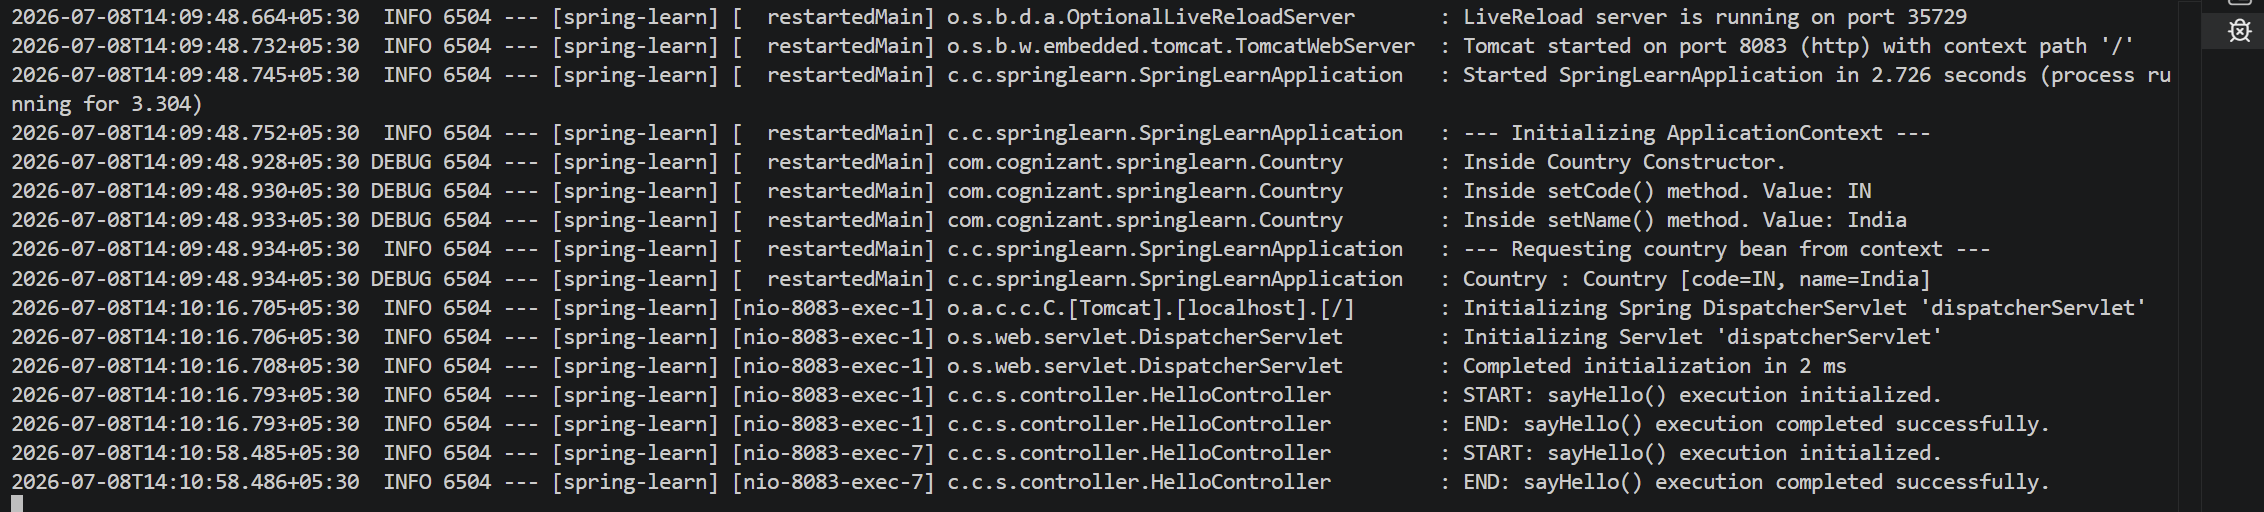 2026-07-08T14:09:48.664+05:30  INFO 6504 --- [spring-learn] [  restartedMain] o.s.b.d.a.OptionalLiveReloadServer       : LiveReload server is running on port 35729
2026-07-08T14:09:48.732+05:30  INFO 6504 --- [spring-learn] [  restartedMain] o.s.b.w.embedded.tomcat.TomcatWebServer  : Tomcat started on port 8083 (http) with context path '/'
2026-07-08T14:09:48.745+05:30  INFO 6504 --- [spring-learn] [  restartedMain] c.c.springlearn.SpringLearnApplication   : Started SpringLearnApplication in 2.726 seconds (process ru
nning for 3.304)
2026-07-08T14:09:48.752+05:30  INFO 6504 --- [spring-learn] [  restartedMain] c.c.springlearn.SpringLearnApplication   : --- Initializing ApplicationContext ---
2026-07-08T14:09:48.928+05:30 DEBUG 6504 --- [spring-learn] [  restartedMain] com.cognizant.springlearn.Country        : Inside Country Constructor.
2026-07-08T14:09:48.930+05:30 DEBUG 6504 --- [spring-learn] [  restartedMain] com.cognizant.springlearn.Country        : Inside setCode() method. Value: IN
2026-07-08T14:09:48.933+05:30 DEBUG 6504 --- [spring-learn] [  restartedMain] com.cognizant.springlearn.Country        : Inside setName() method. Value: India
2026-07-08T14:09:48.934+05:30  INFO 6504 --- [spring-learn] [  restartedMain] c.c.springlearn.SpringLearnApplication   : --- Requesting country bean from context ---
2026-07-08T14:09:48.934+05:30 DEBUG 6504 --- [spring-learn] [  restartedMain] c.c.springlearn.SpringLearnApplication   : Country : Country [code=IN, name=India]
2026-07-08T14:10:16.705+05:30  INFO 6504 --- [spring-learn] [nio-8083-exec-1] o.a.c.c.C.[Tomcat].[localhost].[/]       : Initializing Spring DispatcherServlet 'dispatcherServlet'
2026-07-08T14:10:16.706+05:30  INFO 6504 --- [spring-learn] [nio-8083-exec-1] o.s.web.servlet.DispatcherServlet        : Initializing Servlet 'dispatcherServlet'
2026-07-08T14:10:16.708+05:30  INFO 6504 --- [spring-learn] [nio-8083-exec-1] o.s.web.servlet.DispatcherServlet        : Completed initialization in 2 ms
2026-07-08T14:10:16.793+05:30  INFO 6504 --- [spring-learn] [nio-8083-exec-1] c.c.s.controller.HelloController         : START: sayHello() execution initialized.
2026-07-08T14:10:16.793+05:30  INFO 6504 --- [spring-learn] [nio-8083-exec-1] c.c.s.controller.HelloController         : END: sayHello() execution completed successfully.
2026-07-08T14:10:58.485+05:30  INFO 6504 --- [spring-learn] [nio-8083-exec-7] c.c.s.controller.HelloController         : START: sayHello() execution initialized.
2026-07-08T14:10:58.486+05:30  INFO 6504 --- [spring-learn] [nio-8083-exec-7] c.c.s.controller.HelloController         : END: sayHello() execution completed successfully.